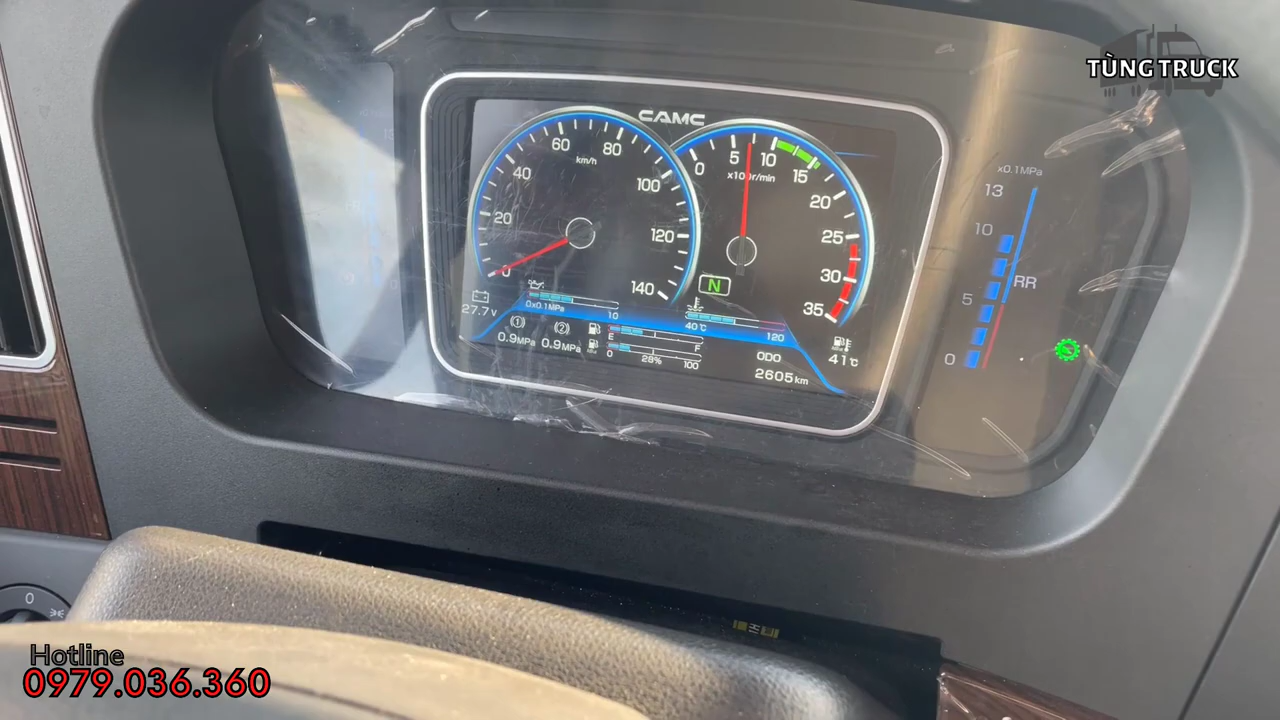 TÙNG TRUCK
CAMC
60 80
km/h
40 100
20 120
0 140
5 10
0 15
x100r/min
20
25
30
35
N
x0.1MPa
13
10
5
0
RR
27.7V
0x0.1MPa 10
40℃ 120
0.9MPa 0.9MPa
E F
0 28% 100
ODO
2605km
41℃
0
Hotline
0979.036.360